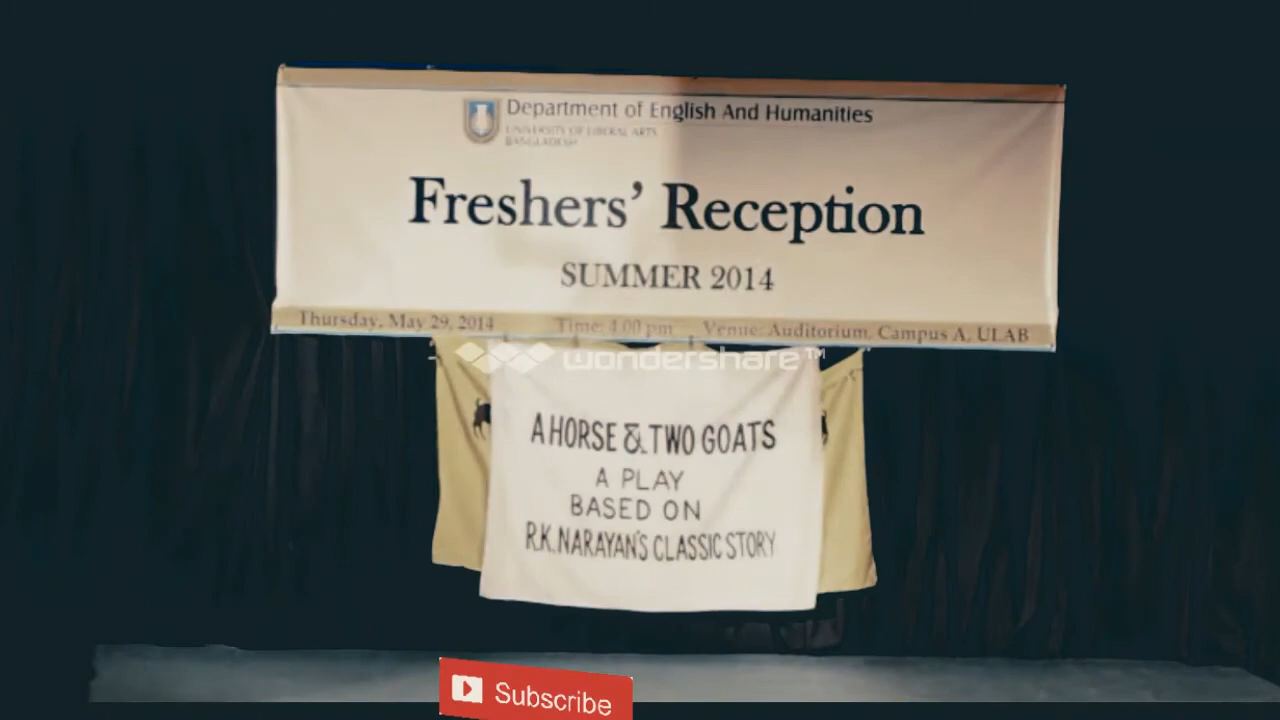 Department of English And Humanities
UNIVERSITY OF LIBERAL ARTS
BANGLADESH
Freshers’ Reception
SUMMER 2014
Thursday, May 29, 2014 Time: 4.00 pm Venue: Auditorium, Campus A, ULAB
wondershare™
A HORSE & TWO GOATS
A PLAY
BASED ON
R.K.NARAYAN'S CLASSIC STORY
Subscribe